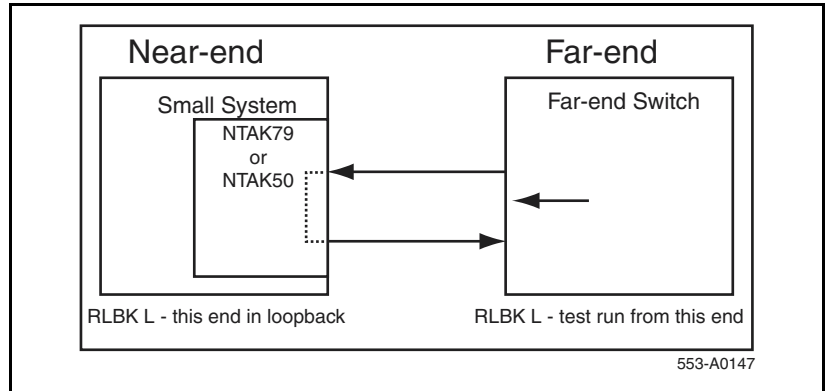 Near-end
Far-end
Small System
Far-end Switch
NTAK79
or
NTAK50
RLBK L - this end in loopback
RLBK L - test run from this end
553-A0147